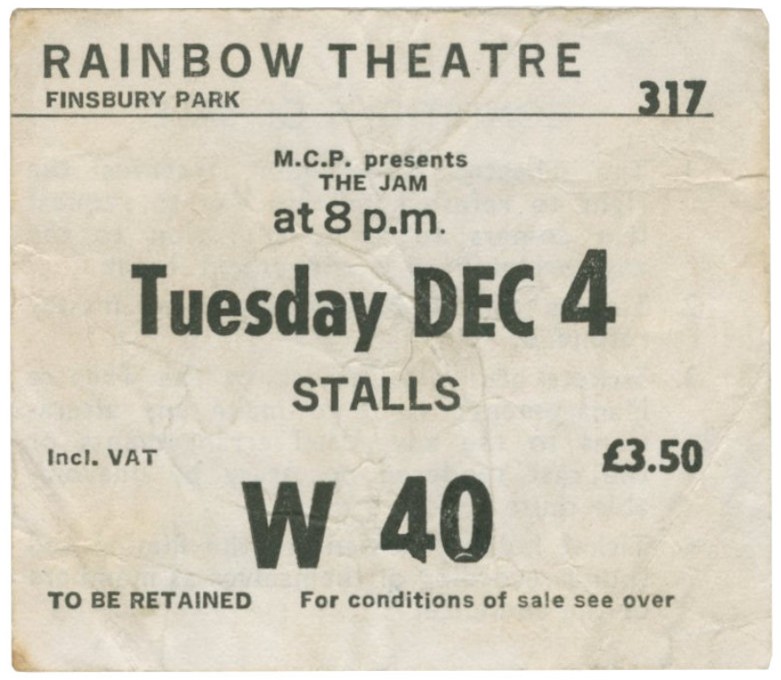 RAINBOW THEATRE
FINSBURY PARK 317
M.C.P. presents
THE JAM
at 8 p.m.
Tuesday DEC 4
STALLS
Incl. VAT £3.50
W 40
TO BE RETAINED For conditions of sale see over